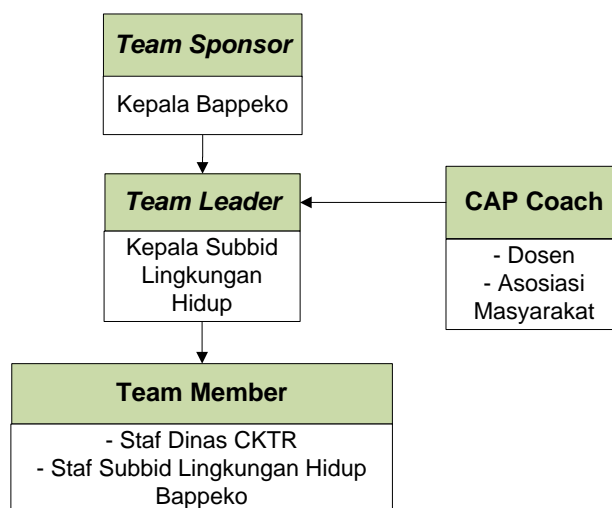 Team Sponsor
Kepala Bappeko
Team Leader
Kepala Subbid
Lingkungan
Hidup
CAP Coach
- Dosen
- Asosiasi
Masyarakat
Team Member
- Staf Dinas CKTR
- Staf Subbid Lingkungan Hidup
Bappeko